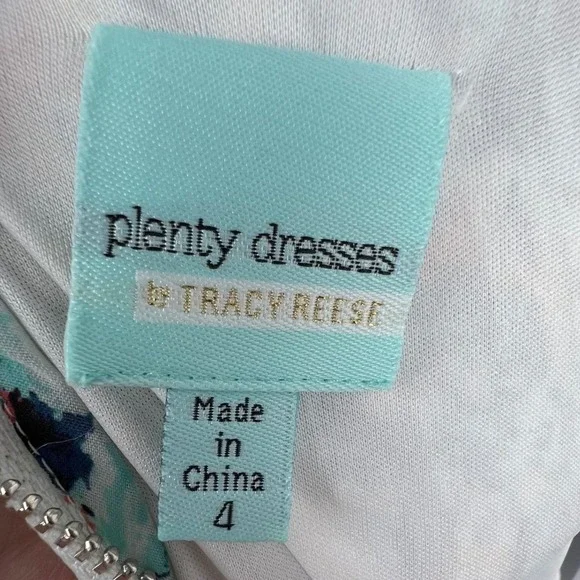 plenty dresses
by TRACY REESE
Made
in
China
4